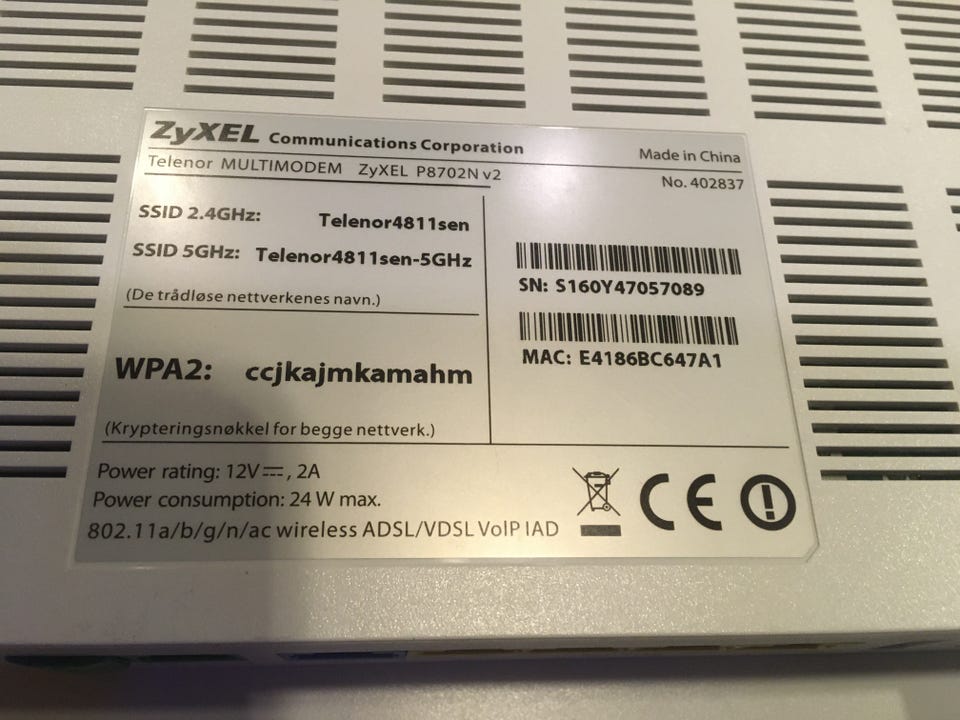 ZyXEL Communications Corporation
Made in China
Telenor MULTIMODEM ZyXEL P8702N v2
No. 402837
SSID 2.4GHz: Telenor4811sen
SSID 5GHz: Telenor4811sen-5GHz
(De trådløse nettverkenes navn.)
WPA2: ccjkajmkamahm
(Krypteringsnøkkel for begge nettverk.)
SN: S160Y47057089
MAC: E4186BC647A1
Power rating: 12V⎓, 2A
Power consumption: 24 W max.
802.11a/b/g/n/ac wireless ADSL/VDSL VoIP IAD
CE